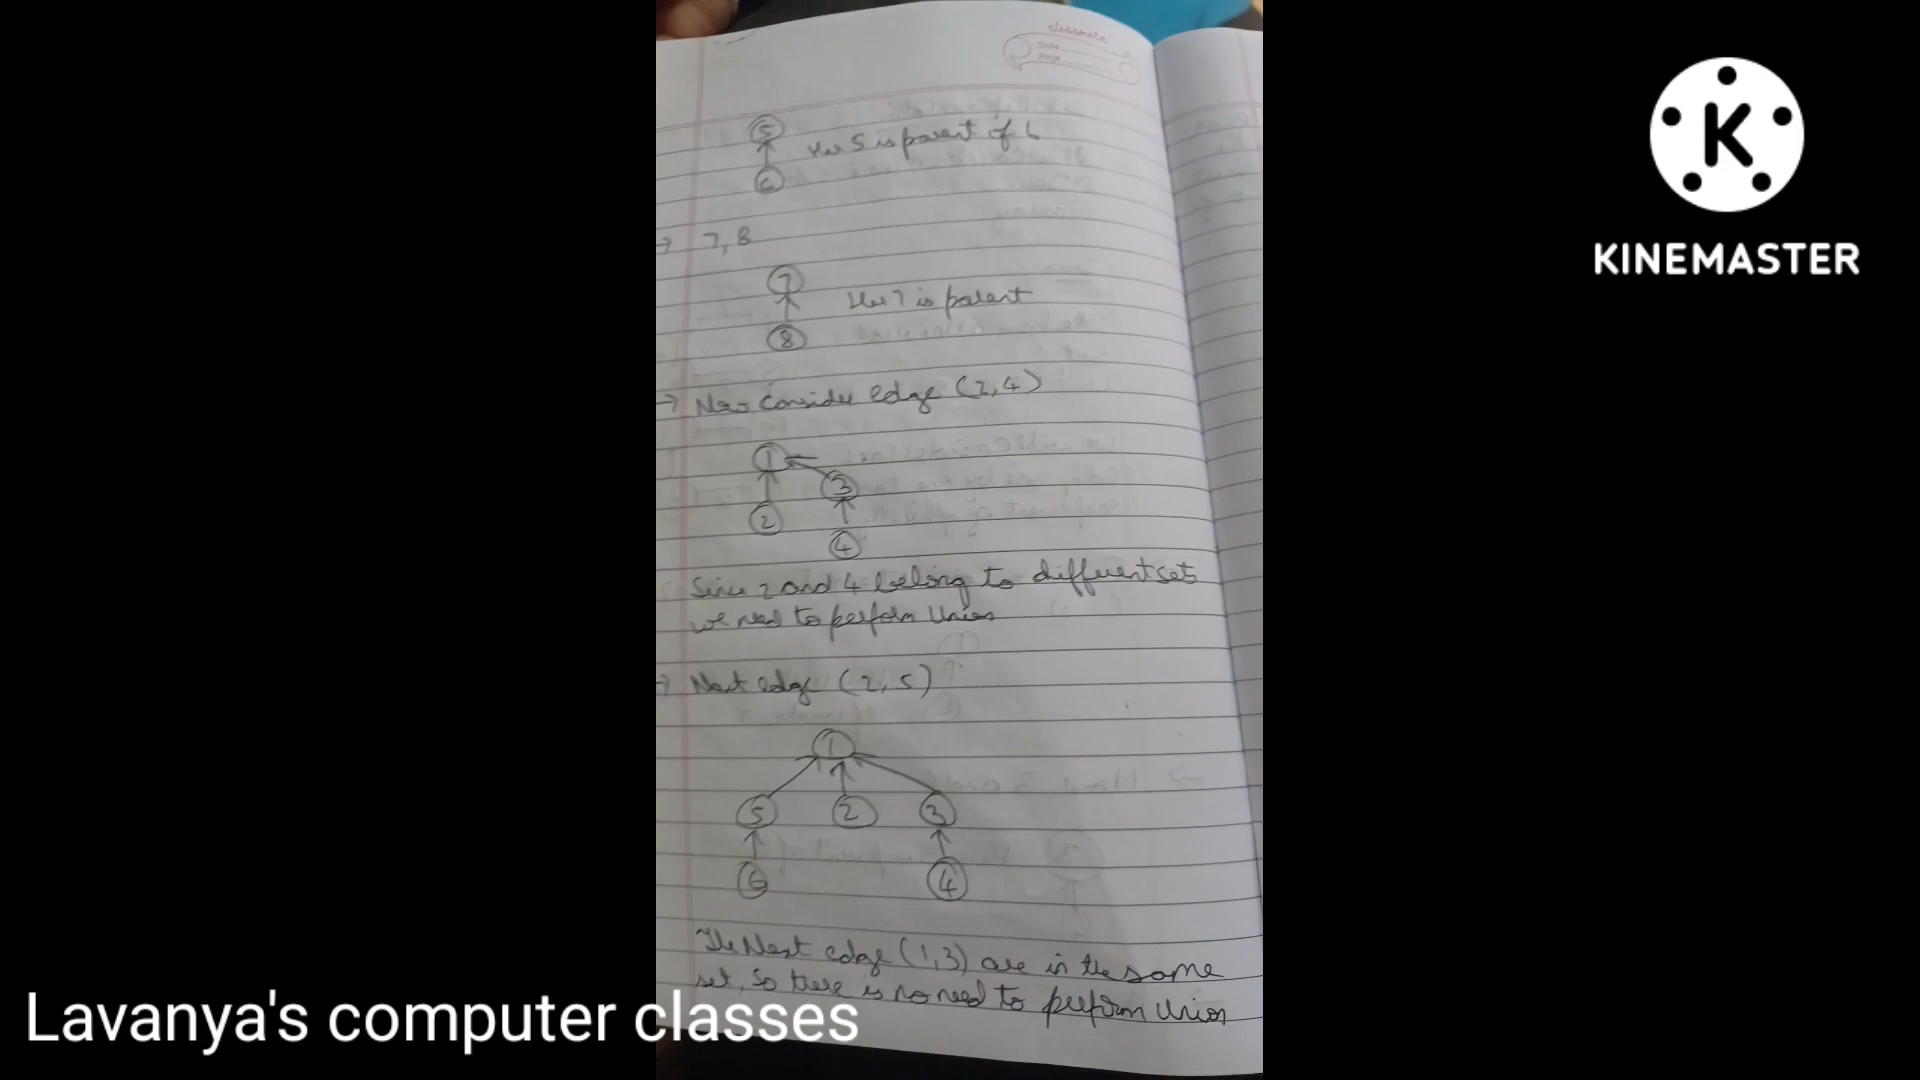 classmate
Date
Page
5
Her 5 is parent of 6
6
→ 7, 8
7
Her 7 is parent
8
→ Now Consider edge (2,4)
1
3
2
4
Since 2 and 4 belong to different sets
we need to perform Union
→ Next edge (2,5)
1
5 2 3
6 4
The Next edge (1,3) are in the same
set, So there is no need to perform Union
K
KINEMASTER
Lavanya's computer classes